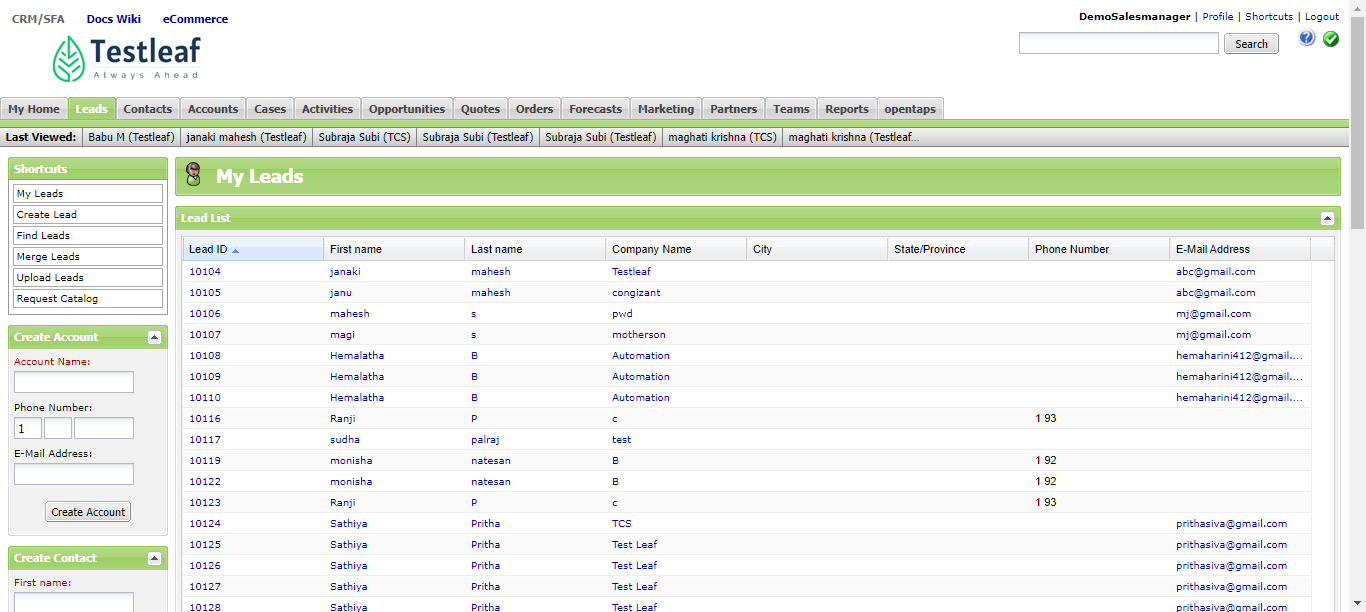 CRM/SFA Docs Wiki eCommerce
DemoSalesmanager | Profile | Shortcuts | Logout
Testleaf
Always Ahead
Search
My Home Leads Contacts Accounts Cases Activities Opportunities Quotes Orders Forecasts Marketing Partners Teams Reports opentaps
Last Viewed: Babu M (Testleaf) janaki mahesh (Testleaf) Subraja Subi (TCS) Subraja Subi (Testleaf) Subraja Subi (Testleaf) maghati krishna (TCS) maghati krishna (Testleaf...
Shortcuts
My Leads
Create Lead
Find Leads
Merge Leads
Upload Leads
Request Catalog
Create Account
Account Name:
Phone Number:
1
E-Mail Address:
Create Account
Create Contact
First name:
My Leads
Lead List
Lead ID First name Last name Company Name City State/Province Phone Number E-Mail Address
10104 janaki mahesh Testleaf abc@gmail.com
10105 janu mahesh congizant abc@gmail.com
10106 mahesh s pwd mj@gmail.com
10107 magi s motherson mj@gmail.com
10108 Hemalatha B Automation hemaharini412@gmail....
10109 Hemalatha B Automation hemaharini412@gmail....
10110 Hemalatha B Automation hemaharini412@gmail....
10116 Ranji P c 1 93
10117 sudha palraj test
10119 monisha natesan B 1 92
10122 monisha natesan B 1 92
10123 Ranji P c 1 93
10124 Sathiya Pritha TCS prithasiva@gmail.com
10125 Sathiya Pritha Test Leaf prithasiva@gmail.com
10126 Sathiya Pritha Test Leaf prithasiva@gmail.com
10127 Sathiya Pritha Test Leaf prithasiva@gmail.com
10128 Sathiya Pritha Test Leaf prithasiva@gmail.com